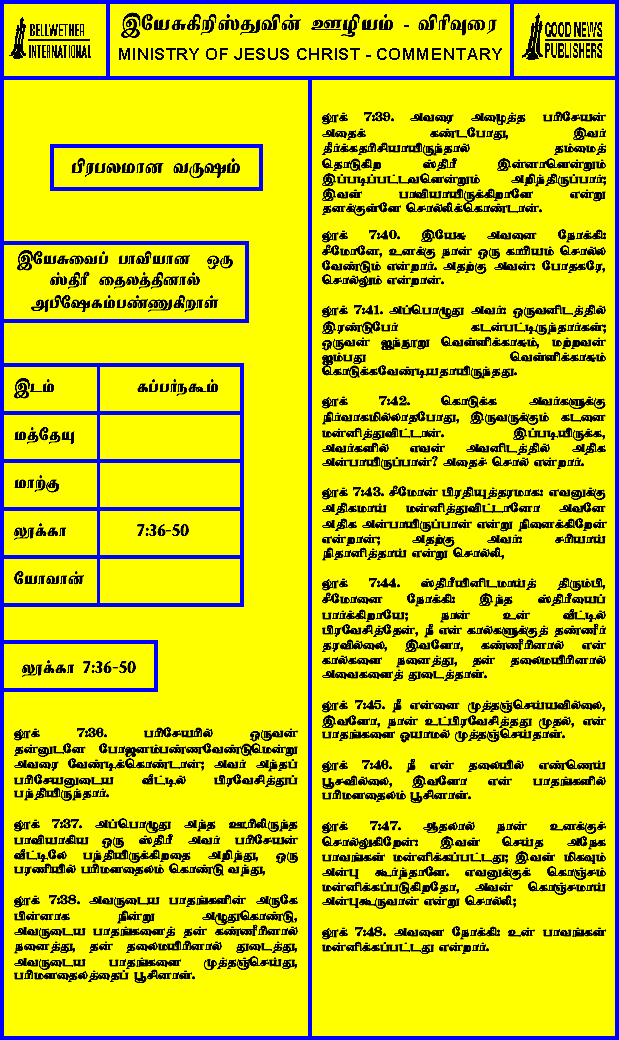 BELLWETHER
INTERNATIONAL
இயேசுகிறிஸ்துவின் ஊழியம் - விரிவுரை
MINISTRY OF JESUS CHRIST - COMMENTARY
GOOD NEWS
PUBLISHERS
பிரபலமான வருஷம்
இயேசுவைப் பாவியான ஒரு
ஸ்திரீ தைலத்தினால்
அபிஷேகம்பண்ணுகிறாள்
இடம் கப்பர்நகூம்
மத்தேயு
மாற்கு
லூக்கா 7:36-50
யோவான்
லூக்கா 7:36-50
லூக் 7:36. பரிசேயரில் ஒருவன்
தன்னுடனே போஜனம்பண்ணவேண்டுமென்று
அவரை வேண்டிக்கொண்டான்; அவர் அந்தப்
பரிசேயனுடைய வீட்டில் பிரவேசித்துப்
பந்தியிருந்தார்.
லூக் 7:37. அப்பொழுது அந்த ஊரிலிருந்த
பாவியாகிய ஒரு ஸ்திரீ அவர் பரிசேயன்
வீட்டிலே பந்தியிருக்கிறதை அறிந்து, ஒரு
பரணியில் பரிமளதைலம் கொண்டு வந்து,
லூக் 7:38. அவருடைய பாதங்களின் அருகே
பின்னாக நின்று அழுதுகொண்டு,
அவருடைய பாதங்களைத் தன் கண்ணீரினால்
நனைத்து, தன் தலைமயிரினால் துடைத்து,
அவருடைய பாதங்களை முத்தஞ்செய்து,
பரிமளதைலத்தைப் பூசினாள்.
லூக் 7:39. அவரை அழைத்த பரிசேயன்
அதைக் கண்டபோது, இவர்
தீர்க்கதரிசியாயிருந்தால் தம்மைத்
தொடுகிற ஸ்திரீ இன்னாளென்றும்
இப்படிப்பட்டவளென்றும் அறிந்திருப்பார்;
இவள் பாவியாயிருக்கிறாளே என்று
தனக்குள்ளே சொல்லிக்கொண்டான்.
லூக் 7:40. இயேசு அவனை நோக்கி:
சீமோனே, உனக்கு நான் ஒரு காரியம் சொல்ல
வேண்டும் என்றார். அதற்கு அவன்: போதகரே,
சொல்லும் என்றான்.
லூக் 7:41. அப்பொழுது அவர்: ஒருவனிடத்தில்
இரண்டுபேர் கடன்பட்டிருந்தார்கள்;
ஒருவன் ஐந்நூறு வெள்ளிக்காசும், மற்றவன்
ஐம்பது வெள்ளிக்காசும்
கொடுக்கவேண்டியதாயிருந்தது.
லூக் 7:42. கொடுக்க அவர்களுக்கு
நிர்வாகமில்லாதபோது, இருவருக்கும் கடனை
மன்னித்துவிட்டான். இப்படியிருக்க,
அவர்களில் எவன் அவனிடத்தில் அதிக
அன்பாயிருப்பான்? அதைச் சொல் என்றார்.
லூக் 7:43. சீமோன் பிரதியுத்தரமாக: எவனுக்கு
அதிகமாய் மன்னித்துவிட்டானோ அவனே
அதிக அன்பாயிருப்பான் என்று நினைக்கிறேன்
என்றான்; அதற்கு அவர்: சரியாய்
நிதானித்தாய் என்று சொல்லி,
லூக் 7:44. ஸ்திரீயினிடமாய்த் திரும்பி,
சீமோனை நோக்கி: இந்த ஸ்திரீயைப்
பார்க்கிறாயே; நான் உன் வீட்டில்
பிரவேசித்தேன், நீ என் கால்களுக்குத் தண்ணீர்
தரவில்லை, இவளோ, கண்ணீரினால் என்
கால்களை நனைத்து, தன் தலைமயிரினால்
அவைகளைத் துடைத்தாள்.
லூக் 7:45. நீ என்னை முத்தஞ்செய்யவில்லை,
இவளோ, நான் உட்பிரவேசித்தது முதல், என்
பாதங்களை ஓயாமல் முத்தஞ்செய்தாள்.
லூக் 7:46. நீ என் தலையில் எண்ணெய்
பூசவில்லை, இவளோ என் பாதங்களில்
பரிமளதைலம் பூசினாள்.
லூக் 7:47. ஆதலால் நான் உனக்குச்
சொல்லுகிறேன்: இவள் செய்த அநேக
பாவங்கள் மன்னிக்கப்பட்டது; இவள் மிகவும்
அன்பு கூர்ந்தாளே. எவனுக்குக் கொஞ்சம்
மன்னிக்கப்படுகிறதோ, அவன் கொஞ்சமாய்
அன்புகூருவான் என்று சொல்லி;
லூக் 7:48. அவளை நோக்கி: உன் பாவங்கள்
மன்னிக்கப்பட்டது என்றார்.